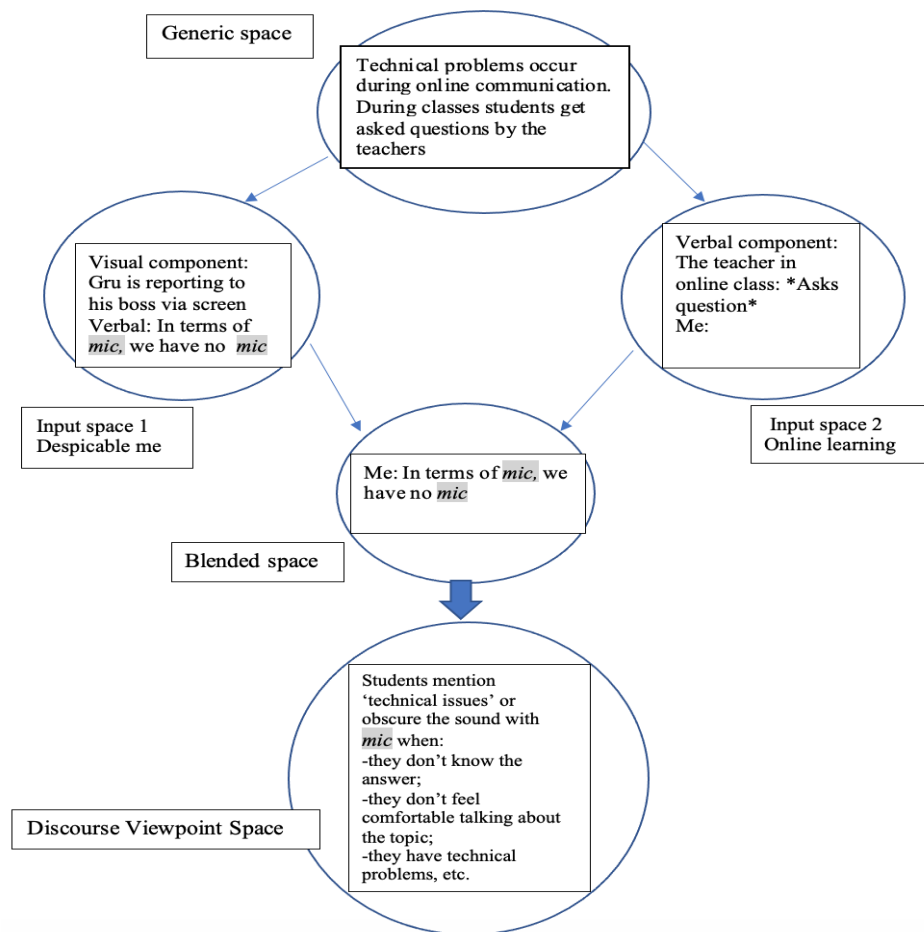 Generic space
Technical problems occur
during online communication.
During classes students get
asked questions by the
teachers
Visual component:
Gru is reporting to
his boss via screen
Verbal: In terms of
mic, we have no mic
Verbal component:
The teacher in
online class: *Asks
question*
Me:
Input space 1
Despicable me
Input space 2
Online learning
Me: In terms of mic, we
have no mic
Blended space
Students mention
‘technical issues’ or
obscure the sound with
mic when:
-they don’t know the
answer;
-they don’t feel
comfortable talking about
the topic;
-they have technical
problems, etc.
Discourse Viewpoint Space